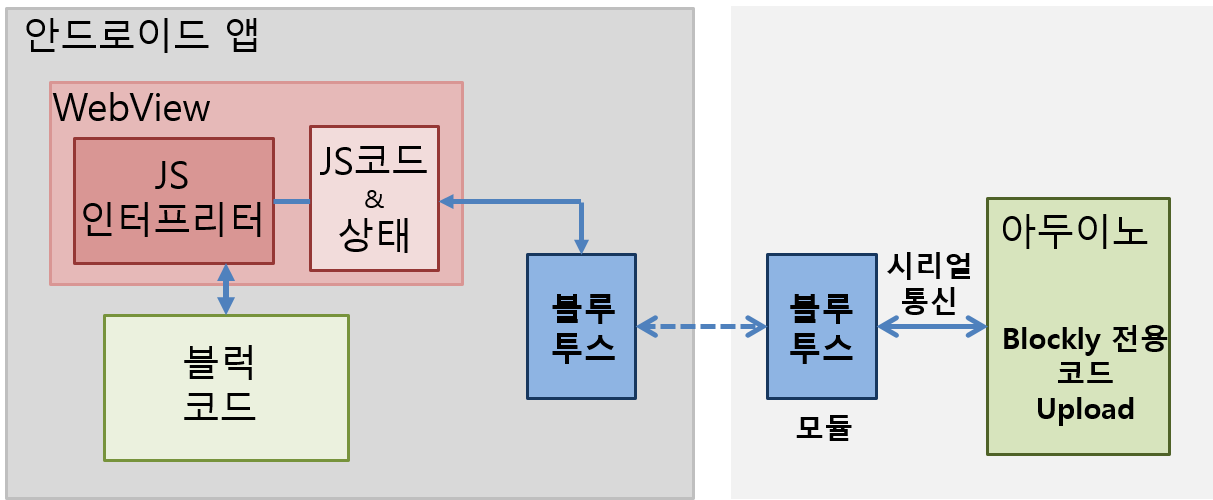 안드로이드 앱
WebView
JS
인터프리터
JS코드
&
상태
블럭
코드
블루
투스
블루
투스
모듈
시리얼
통신
아두이노
Blockly 전용
코드
Upload